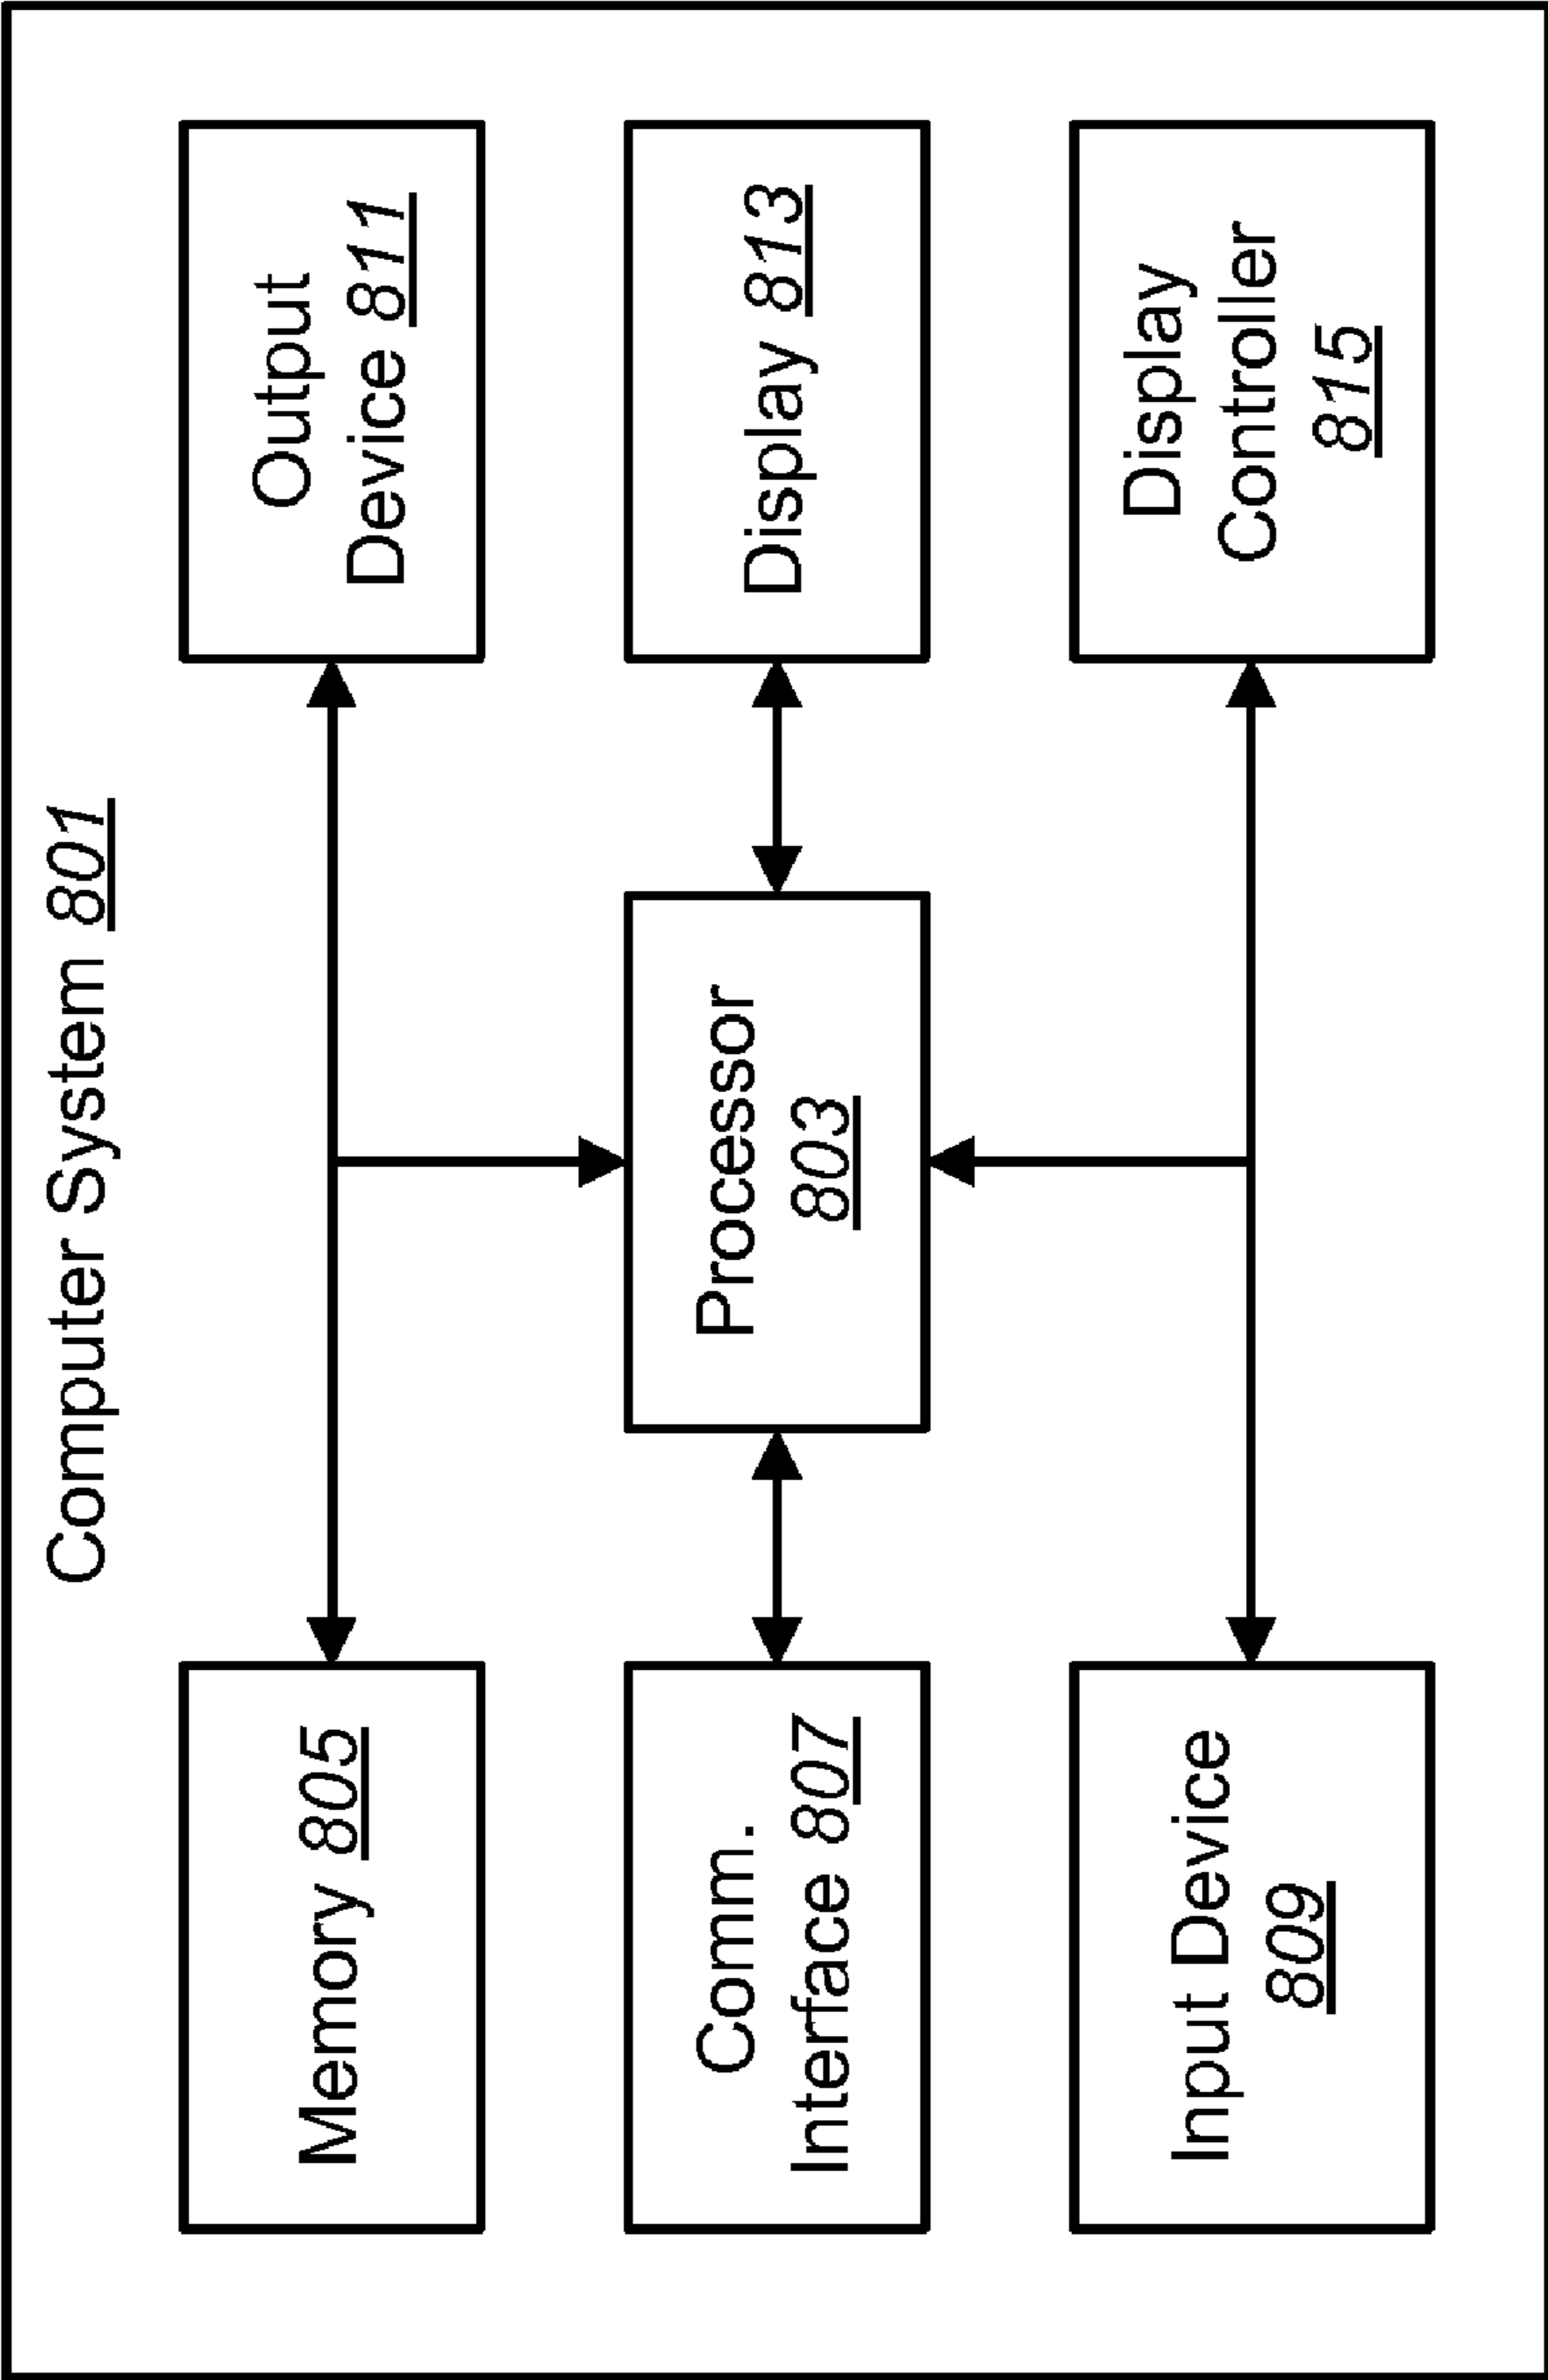 Computer System 801
Memory 805
Output
Device 811
Comm.
Interface 807
Processor
803
Display 813
Input Device
809
Display
Controller
815